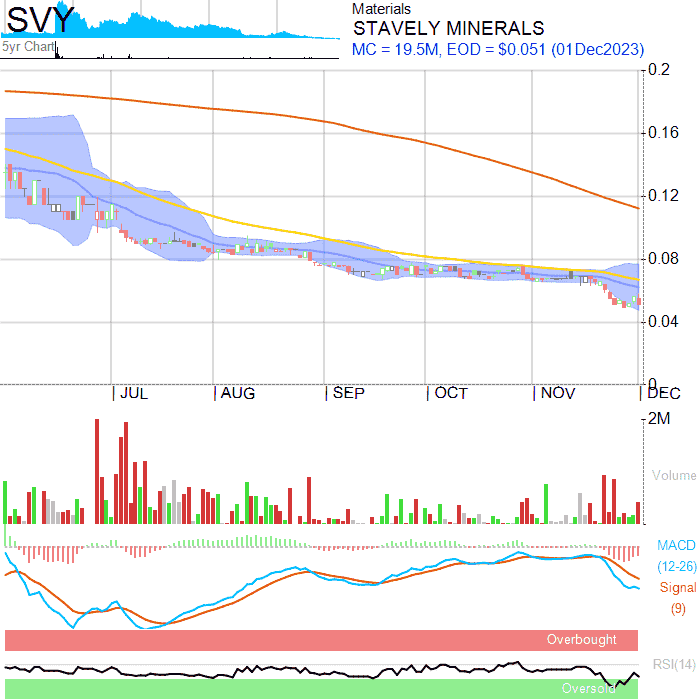 SVY
5yr Chart
Materials
STAVELY MINERALS
MC = 19.5M, EOD = $0.051 (01Dec2023)
0.2
0.16
0.12
0.08
0.04
0
JUL AUG SEP OCT NOV DEC
2M
Volume
MACD
(12-26)
Signal
(9)
Overbought
RSI(14)
Oversold